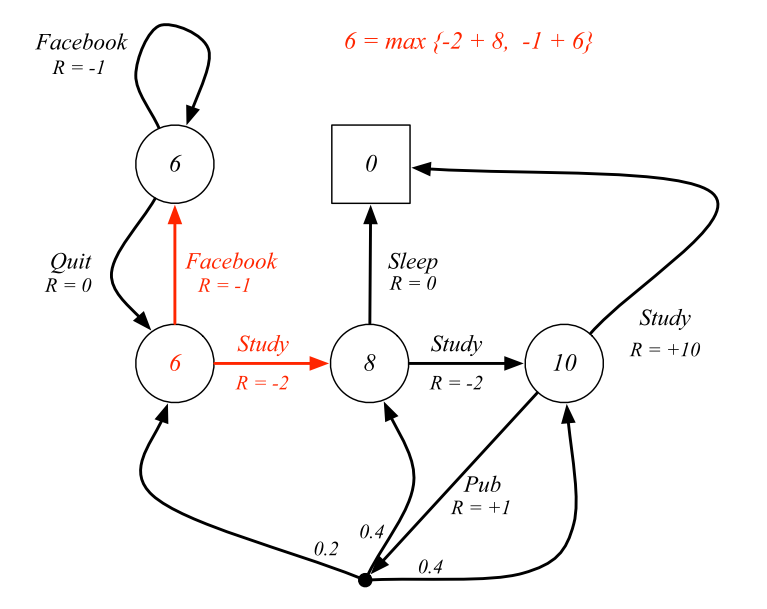 6 = max {-2 + 8, -1 + 6}
Facebook
R = -1
6
0
Quit
R = 0
Facebook
R = -1
Sleep
R = 0
6
Study
R = -2
8
Study
R = -2
10
Study
R = +10
Pub
R = +1
0.2
0.4
0.4